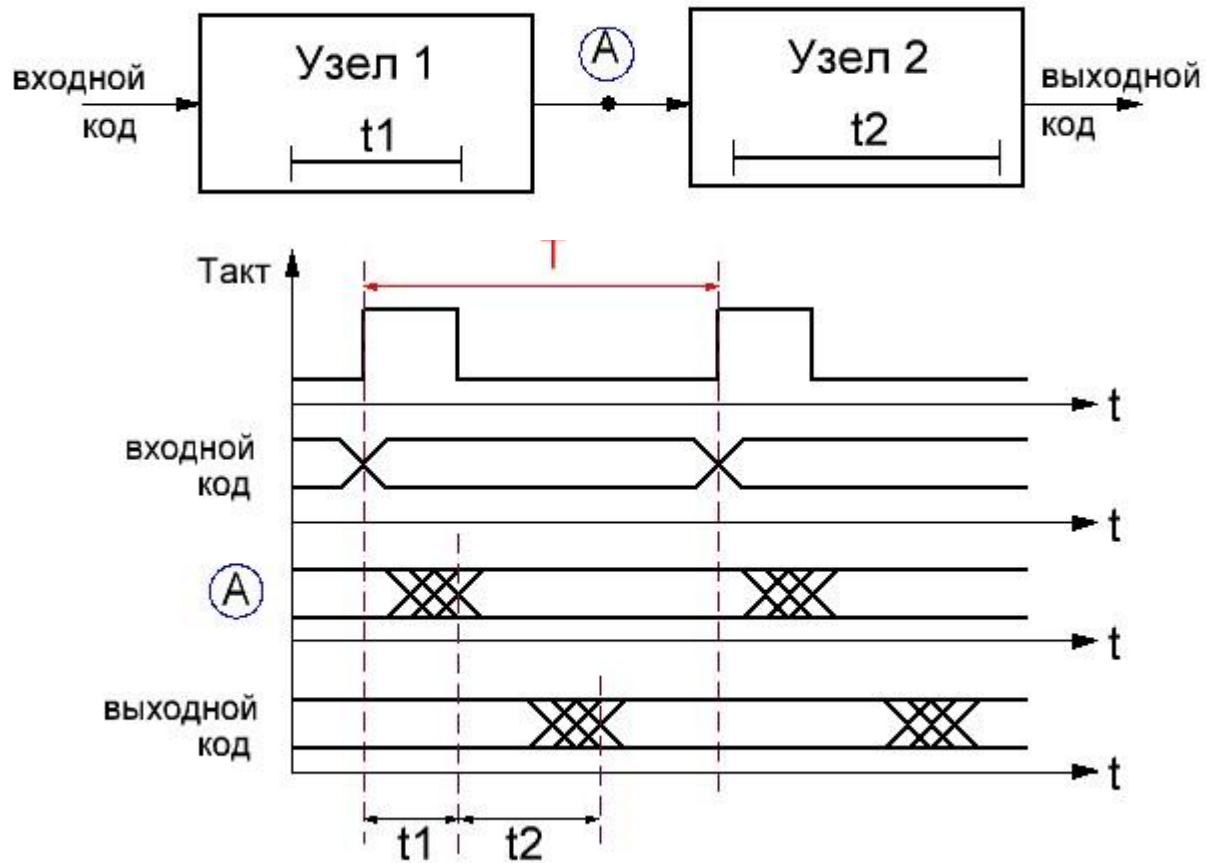 входной
код
Узел 1
t1
A
Узел 2
t2
выходной
код
T
Такт
t
входной
код
t
A
t
выходной
код
t
t1
t2